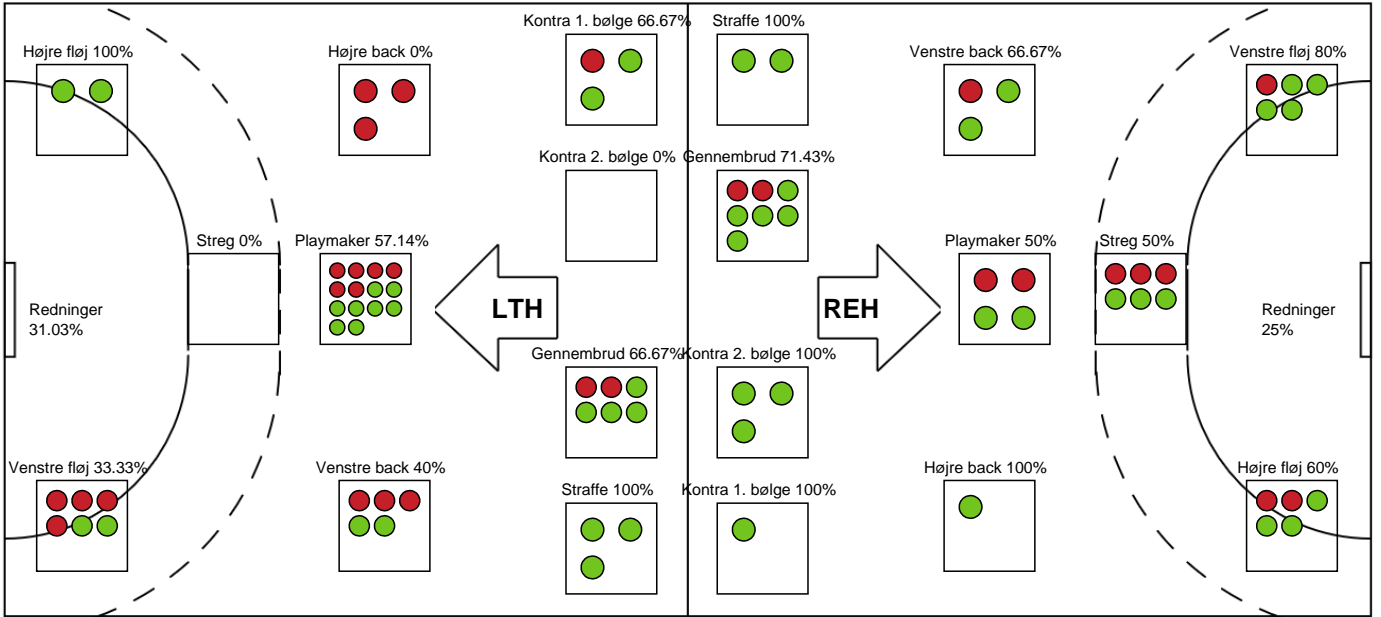 Kontra 1. bølge 66.67%
Straffe 100%
Højre fløj 100%
Højre back 0%
Venstre back 66.67%
Venstre fløj 80%
Kontra 2. bølge 0%
Gennembrud 71.43%
Streg 0%
Playmaker 57.14%
Playmaker 50%
Streg 50%
Redninger
31.03%
LTH
REH
Redninger
25%
Gennembrud 66.67%
Kontra 2. bølge 100%
Venstre fløj 33.33%
Venstre back 40%
Straffe 100%
Kontra 1. bølge 100%
Højre back 100%
Højre fløj 60%